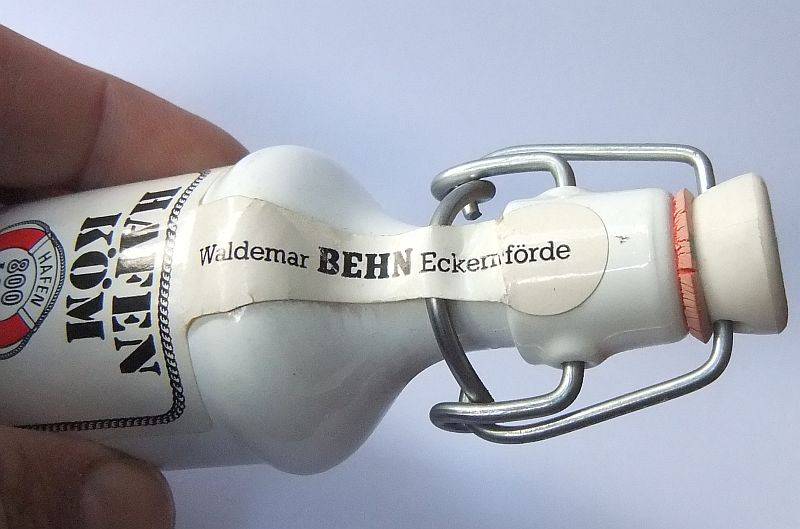 Waldemar BEHN Eckernförde
HAFEN
KÖM
HAFEN
800